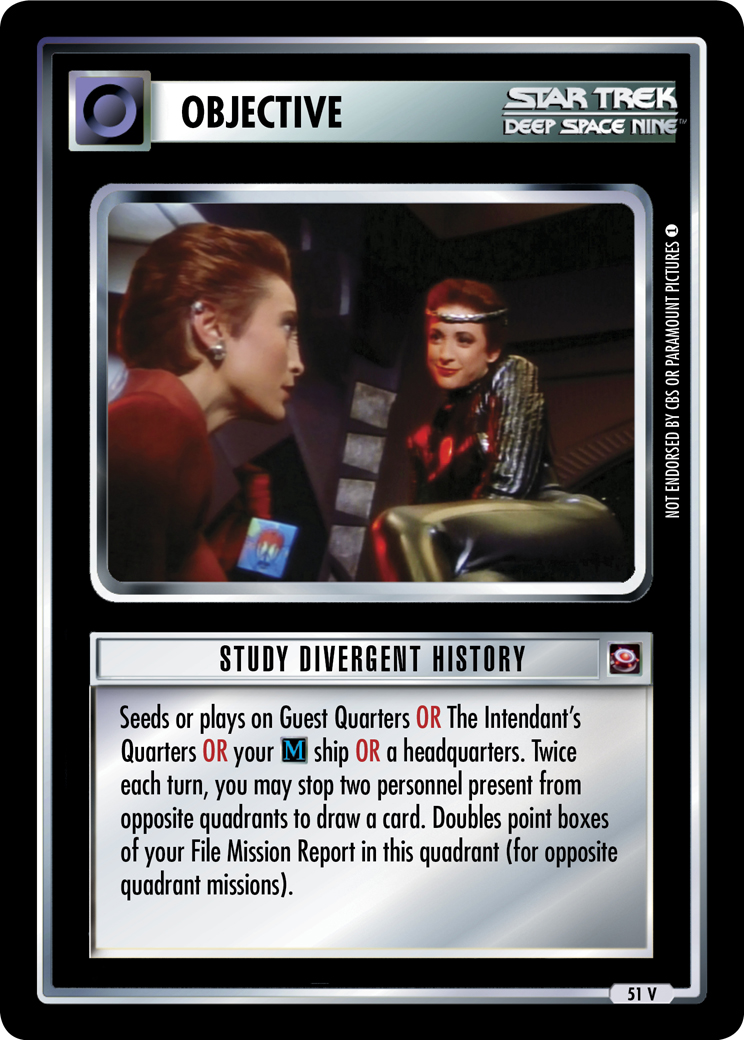 OBJECTIVE
STAR TREK
DEEP SPACE NINE™
NOT ENDORSED BY CBS OR PARAMOUNT PICTURES 1
STUDY DIVERGENT HISTORY
Seeds or plays on Guest Quarters OR The Intendant's
Quarters OR your M ship OR a headquarters. Twice
each turn, you may stop two personnel present from
opposite quadrants to draw a card. Doubles point boxes
of your File Mission Report in this quadrant (for opposite
quadrant missions).
51 V